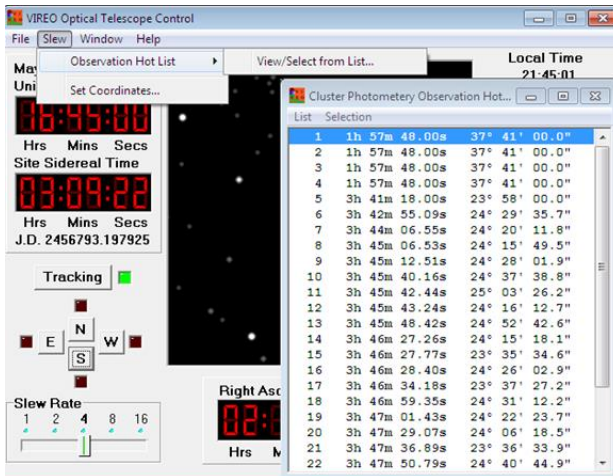 VIREO Optical Telescope Control
File Slew Window Help
Observation Hot List
View/Select from List...
Set Coordinates...
Local Time
21:45:01
May
Uni
16:45:00
Hrs Mins Secs
Site Sidereal Time
03:09:22
Hrs Mins Secs
J.D. 2456793.197925
Tracking
N
E W
S
Slew Rate
1 2 4 8 16
Right Asc
02:
Hrs
Cluster Photometry Observation Hot...
List Selection
1 1h 57m 48.00s 37° 41' 00.0"
2 1h 57m 48.00s 37° 41' 00.0"
3 1h 57m 48.00s 37° 41' 00.0"
4 1h 57m 48.00s 37° 41' 00.0"
5 3h 41m 18.00s 23° 58' 00.0"
6 3h 42m 55.09s 24° 29' 35.7"
7 3h 44m 06.55s 24° 20' 11.8"
8 3h 45m 06.53s 24° 15' 49.5"
9 3h 45m 12.51s 24° 28' 01.9"
10 3h 45m 40.16s 24° 37' 38.8"
11 3h 45m 42.44s 25° 03' 26.2"
12 3h 45m 43.24s 24° 16' 12.7"
13 3h 45m 48.42s 24° 52' 42.6"
14 3h 46m 27.26s 24° 15' 18.1"
15 3h 46m 27.77s 23° 35' 34.6"
16 3h 46m 28.40s 24° 26' 02.9"
17 3h 46m 34.18s 23° 37' 27.2"
18 3h 46m 59.35s 24° 31' 12.2"
19 3h 47m 01.43s 24° 22' 23.7"
20 3h 47m 29.07s 24° 06' 18.5"
21 3h 47m 36.89s 23° 36' 33.9"
22 3h 47m 50.79s 24° 40' 44.9"